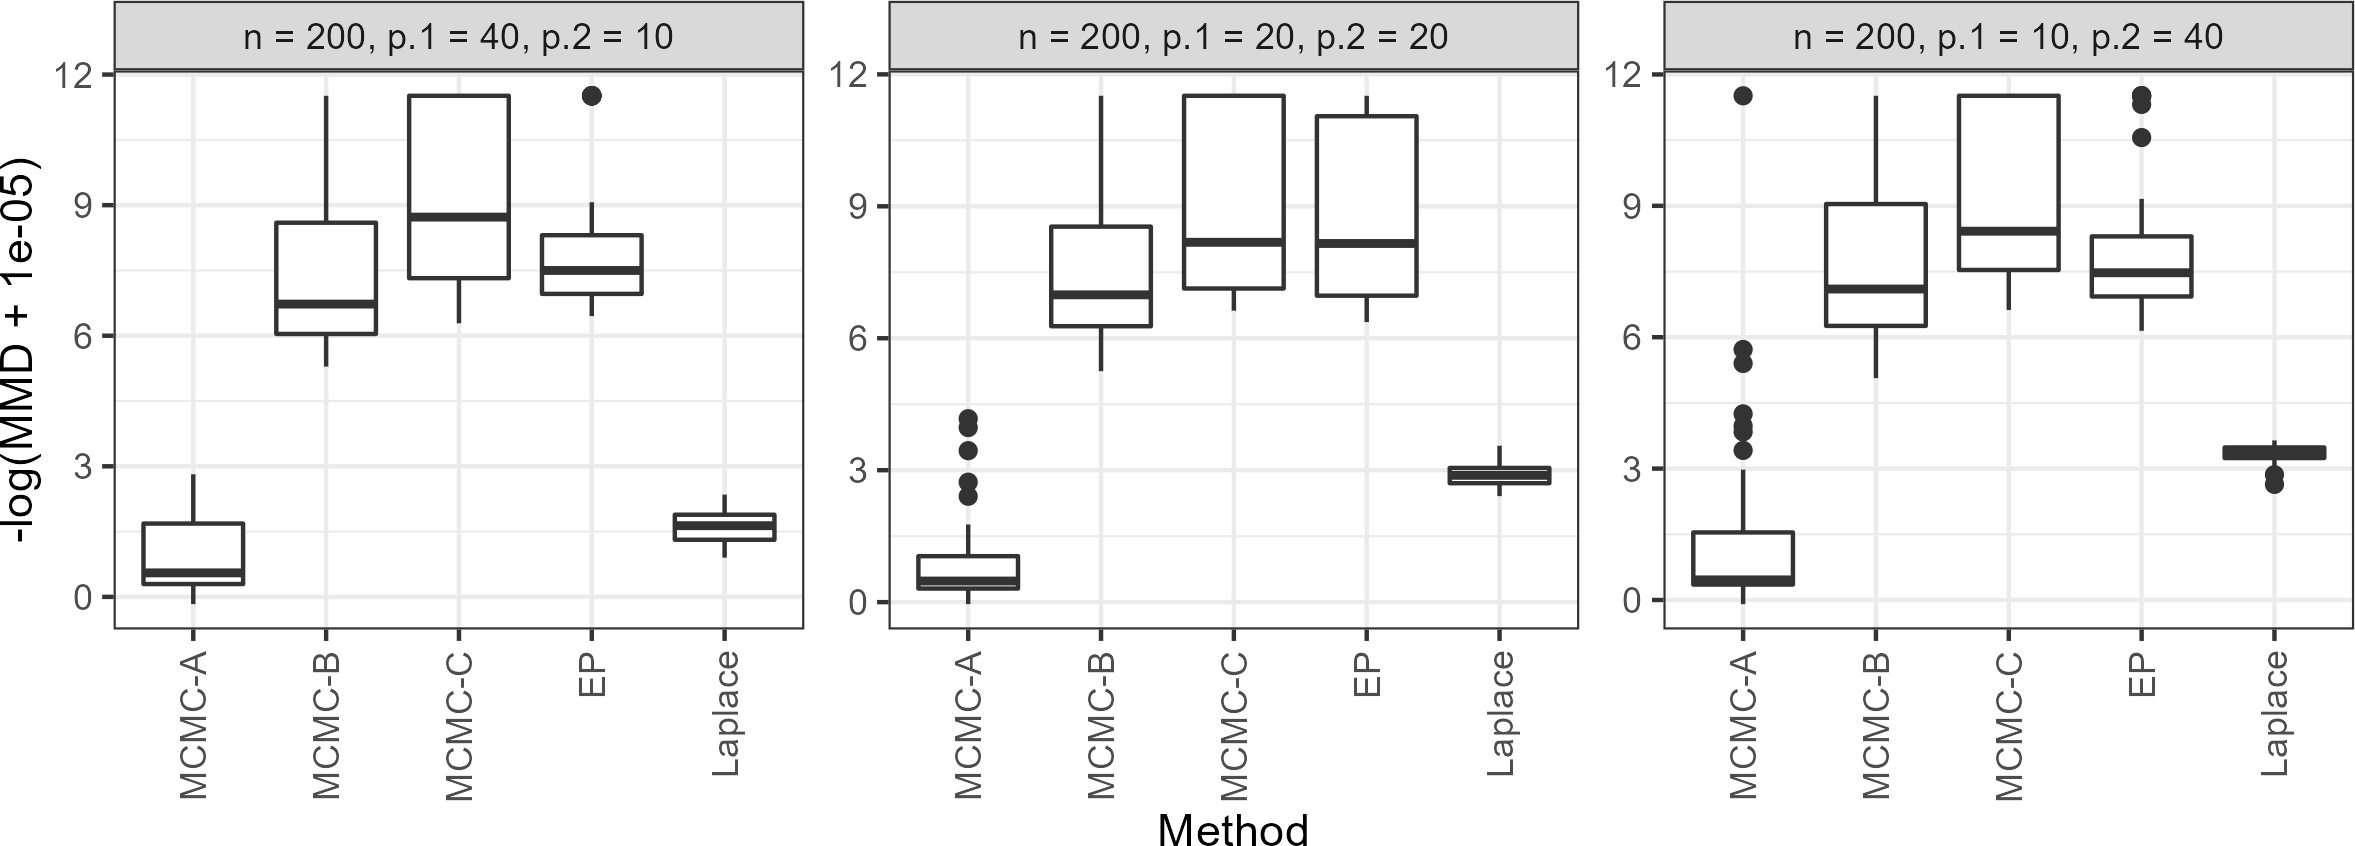 n = 200, p.1 = 40, p.2 = 10
n = 200, p.1 = 20, p.2 = 20
n = 200, p.1 = 10, p.2 = 40
-log(MMD + 1e-05)
12
9
6
3
0
12
9
6
3
0
12
9
6
3
0
MCMC-A
MCMC-B
MCMC-C
EP
Laplace
MCMC-A
MCMC-B
MCMC-C
EP
Laplace
MCMC-A
MCMC-B
MCMC-C
EP
Laplace
Method